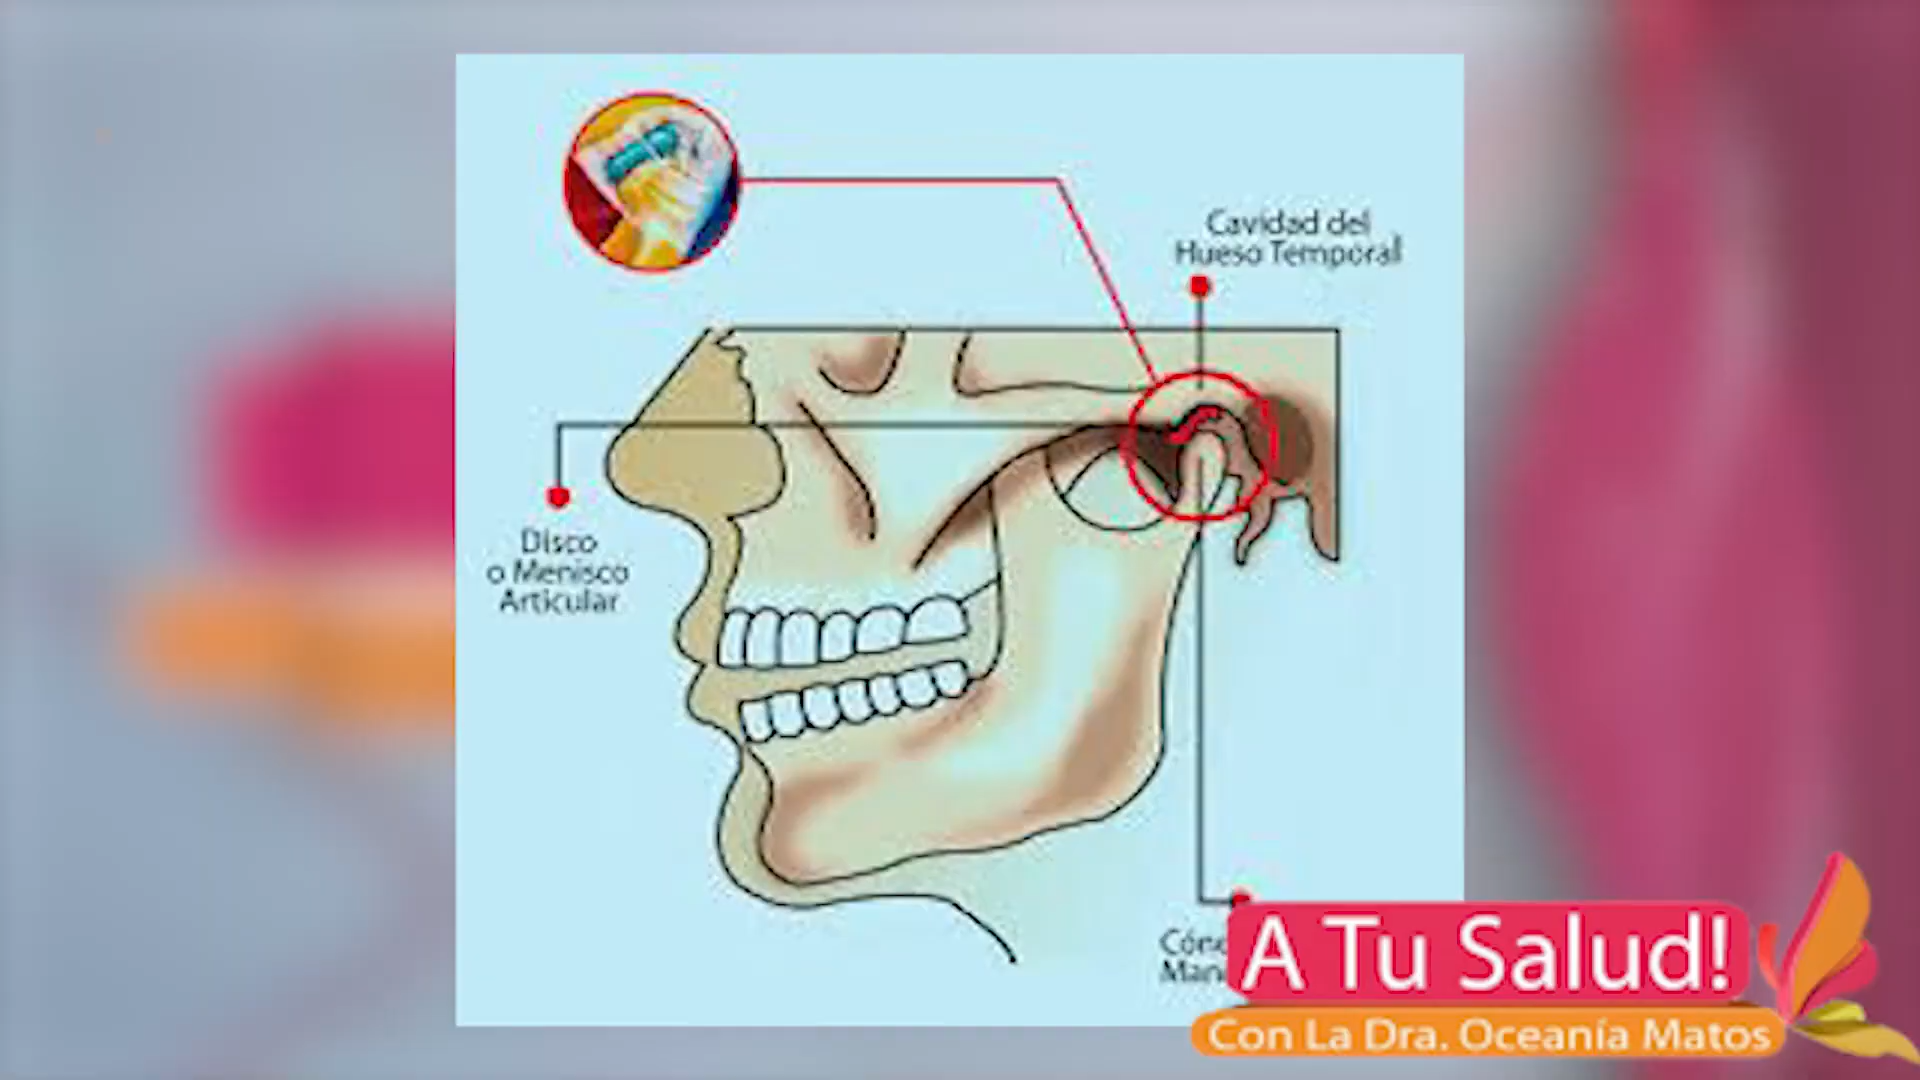 Cavidad del
Hueso Temporal
Disco
o Menisco
Articular
A Tu Salud!
Con La Dra. Oceanía Matos